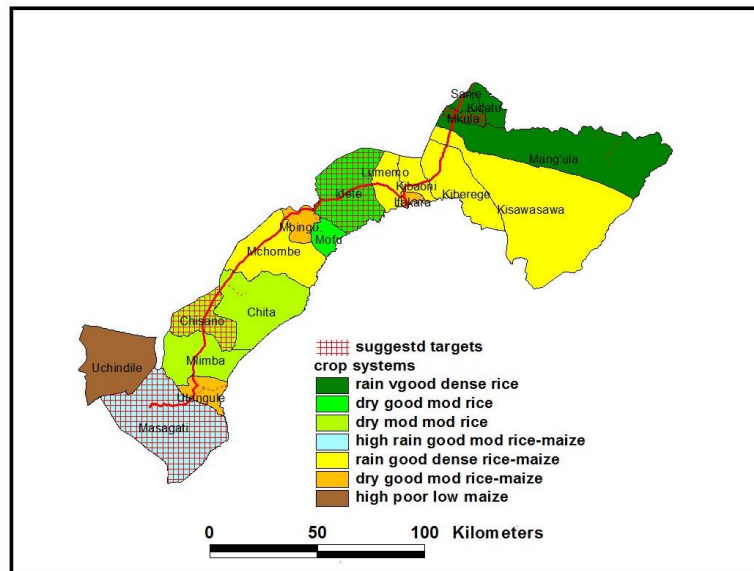 Sanje
Kidatu
Mkula
Mang'ula
Lumemo
Kibaoni
Idete
Ifakara
Kiberege
Kisawasawa
Mbingu
Mofu
Mchombe
Chita
Chisano
Uchindile
Mlimba
Utengule
Masagati
suggestd targets
crop systems
rain vgood dense rice
dry good mod rice
dry mod mod rice
high rain good mod rice-maize
rain good dense rice-maize
dry good mod rice-maize
high poor low maize
0 50 100 Kilometers